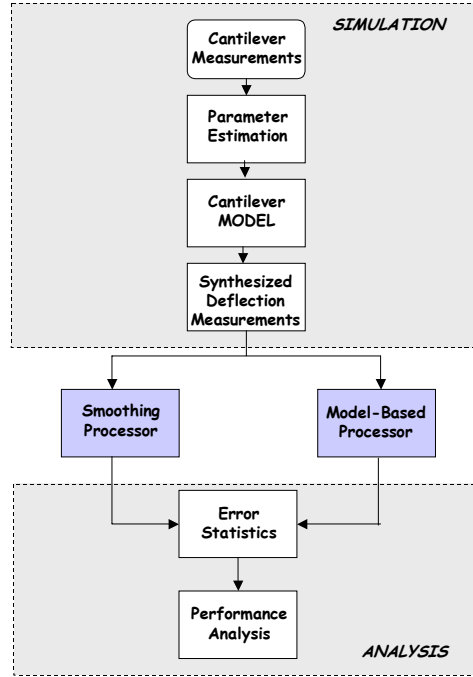 SIMULATION
Cantilever
Measurements
Parameter
Estimation
Cantilever
MODEL
Synthesized
Deflection
Measurements
Smoothing
Processor
Model-Based
Processor
Error
Statistics
Performance
Analysis
ANALYSIS